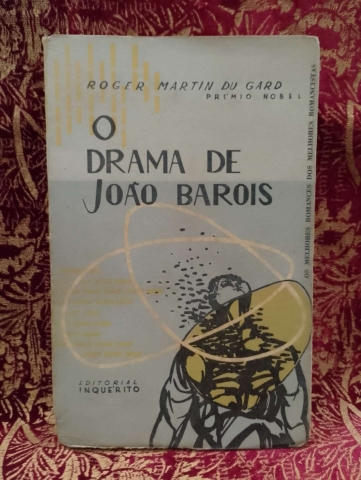 ROGER MARTIN DU GARD
PRÉMIO NOBEL
O
DRAMA DE
JOÃO BAROIS
OS MELHORES ROMANCES DOS MELHORES ROMANCISTAS
EDITORIAL
INQUÉRITO